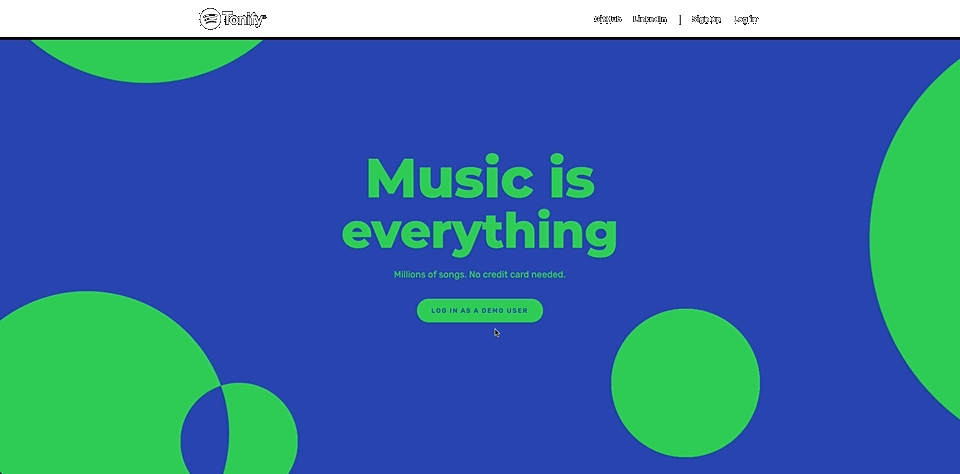 Tonify
GitHub LinkedIn | Sign Up Log In
Music is
everything
Millions of songs. No credit card needed.
LOG IN AS A DEMO USER